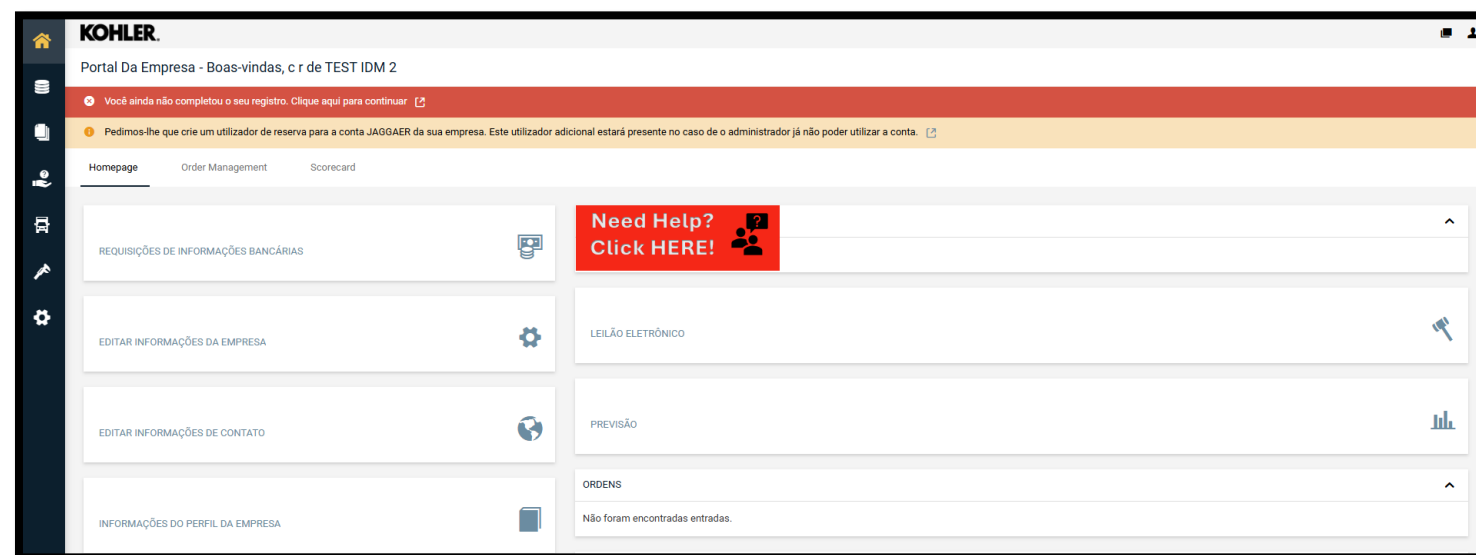 KOHLER.
Portal Da Empresa - Boas-vindas, c r de TEST IDM 2
Você ainda não completou o seu registro. Clique aqui para continuar
Pedimos-lhe que crie um utilizador de reserva para a conta JAGGAER da sua empresa. Este utilizador adicional estará presente no caso de o administrador já não poder utilizar a conta.
Homepage Order Management Scorecard
REQUISIÇÕES DE INFORMAÇÕES BANCÁRIAS
EDITAR INFORMAÇÕES DA EMPRESA
EDITAR INFORMAÇÕES DE CONTATO
INFORMAÇÕES DO PERFIL DA EMPRESA
Need Help?
Click HERE!
LEILÃO ELETRÔNICO
PREVISÃO
ORDENS
Não foram encontradas entradas.